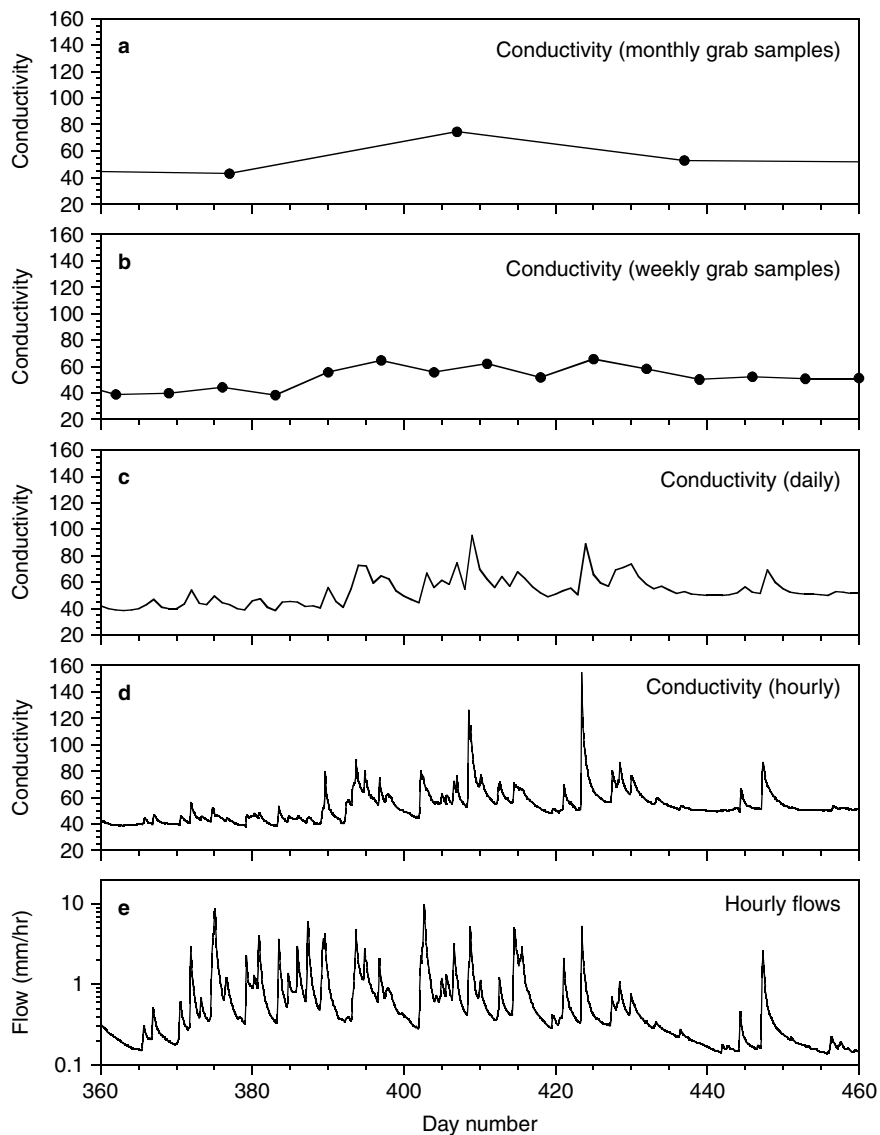 160
140
120
100
80
60
40
20
Conductivity
a
Conductivity (monthly grab samples)
160
140
120
100
80
60
40
20
Conductivity
b
Conductivity (weekly grab samples)
160
140
120
100
80
60
40
20
Conductivity
c
Conductivity (daily)
160
140
120
100
80
60
40
20
Conductivity
d
Conductivity (hourly)
10
1
0.1
Flow (mm/hr)
e
Hourly flows
360 380 400 420 440 460
Day number